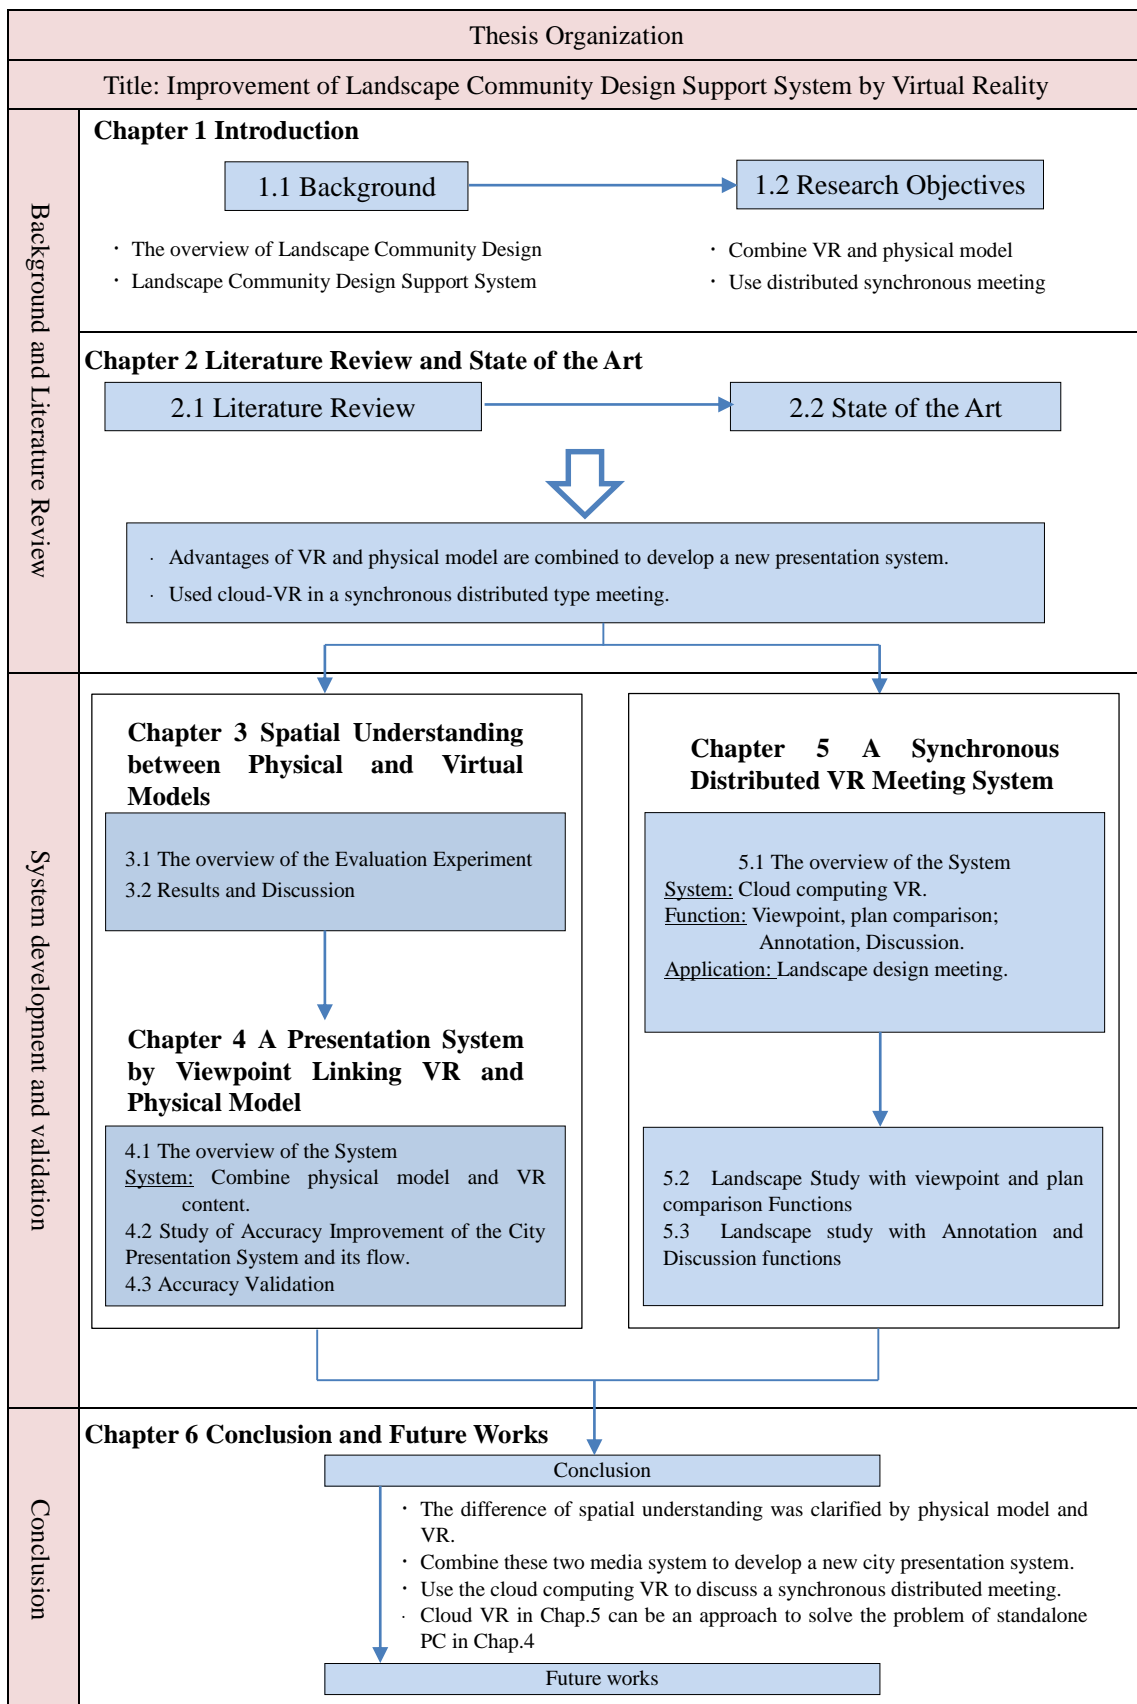 Thesis Organization
Title: Improvement of Landscape Community Design Support System by Virtual Reality
Background and Literature Review
Chapter 1 Introduction
1.1 Background
1.2 Research Objectives
· The overview of Landscape Community Design
· Landscape Community Design Support System
· Combine VR and physical model
· Use distributed synchronous meeting
Chapter 2 Literature Review and State of the Art
2.1 Literature Review
2.2 State of the Art
· Advantages of VR and physical model are combined to develop a new presentation system.
· Used cloud-VR in a synchronous distributed type meeting.
System development and validation
Chapter 3 Spatial Understanding
between Physical and Virtual
Models
3.1 The overview of the Evaluation Experiment
3.2 Results and Discussion
Chapter 4 A Presentation System
by Viewpoint Linking VR and
Physical Model
4.1 The overview of the System
System: Combine physical model and VR
content.
4.2 Study of Accuracy Improvement of the City
Presentation System and its flow.
4.3 Accuracy Validation
Chapter 5 A Synchronous
Distributed VR Meeting System
5.1 The overview of the System
System: Cloud computing VR.
Function: Viewpoint, plan comparison;
Annotation, Discussion.
Application: Landscape design meeting.
5.2 Landscape Study with viewpoint and plan
comparison Functions
5.3 Landscape study with Annotation and
Discussion functions
Conclusion
Chapter 6 Conclusion and Future Works
Conclusion
· The difference of spatial understanding was clarified by physical model and
VR.
· Combine these two media system to develop a new city presentation system.
· Use the cloud computing VR to discuss a synchronous distributed meeting.
· Cloud VR in Chap.5 can be an approach to solve the problem of standalone
PC in Chap.4
Future works